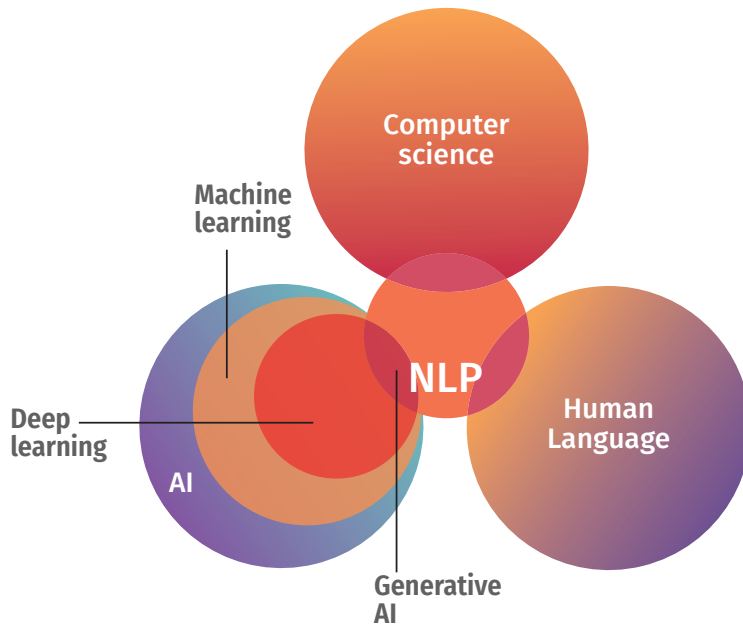 Computer
science
Machine
learning
NLP
Deep
learning
Human
Language
AI
Generative
AI